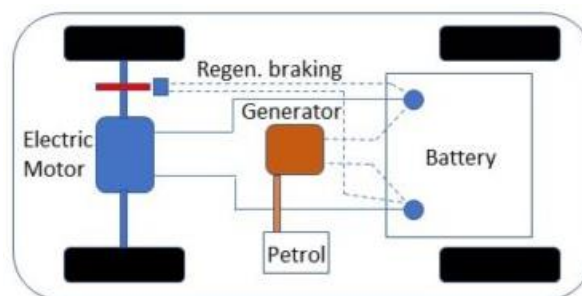 Regen. braking
Generator
Electric
Motor
Battery
Petrol